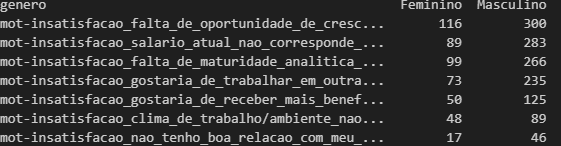 genero Feminino Masculino
mot-insatisfacao_falta_de_oportunidade_de_cresc... 116 300
mot-insatisfacao_salario_atual_nao_corresponde_... 89 283
mot-insatisfacao_falta_de_maturidade_analitica_... 99 266
mot-insatisfacao_gostaria_de_trabalhar_em_outra... 73 235
mot-insatisfacao_gostaria_de_receber_mais_benef... 50 125
mot-insatisfacao_clima_de_trabalho/ambiente_nao... 48 89
mot-insatisfacao_nao_tenho_boa_relacao_com_meu_... 17 46